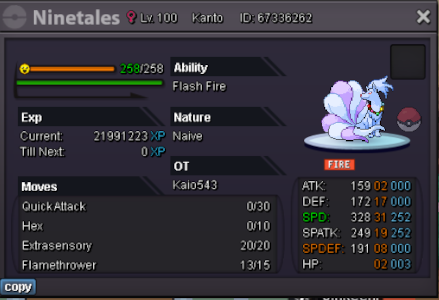 Ninetales Lv. 100 Kanto ID: 67336262
258/258
Ability
Flash Fire
Exp
Current: 21991223 XP
Till Next: 0 XP
Nature
Naive
OT
Kaio543
FIRE
Moves
Quick Attack 0/30
Hex 0/10
Extrasensory 20/20
Flamethrower 13/15
ATK: 159 02 000
DEF: 172 17 000
SPD: 328 31 252
SPATK: 249 19 252
SPDEF: 191 08 000
HP: 02 003
copy